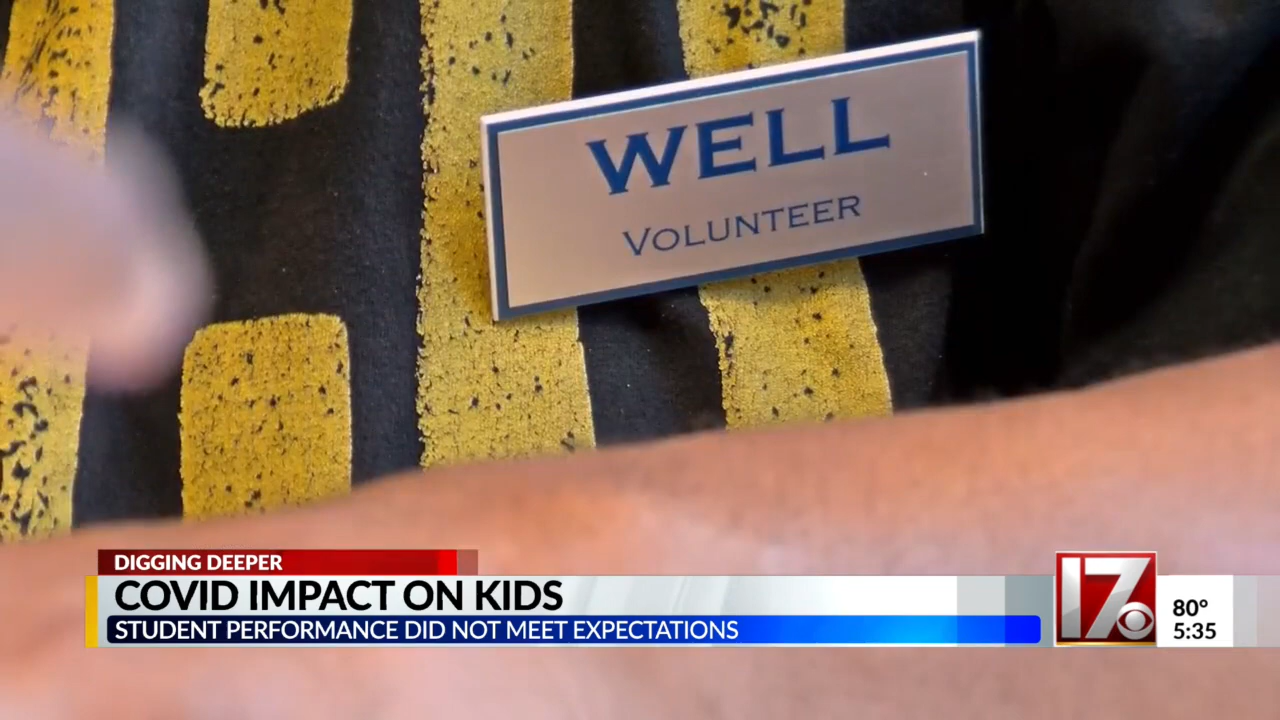 WELL
VOLUNTEER
DIGGING DEEPER
COVID IMPACT ON KIDS
STUDENT PERFORMANCE DID NOT MEET EXPECTATIONS
17
80°
5:35